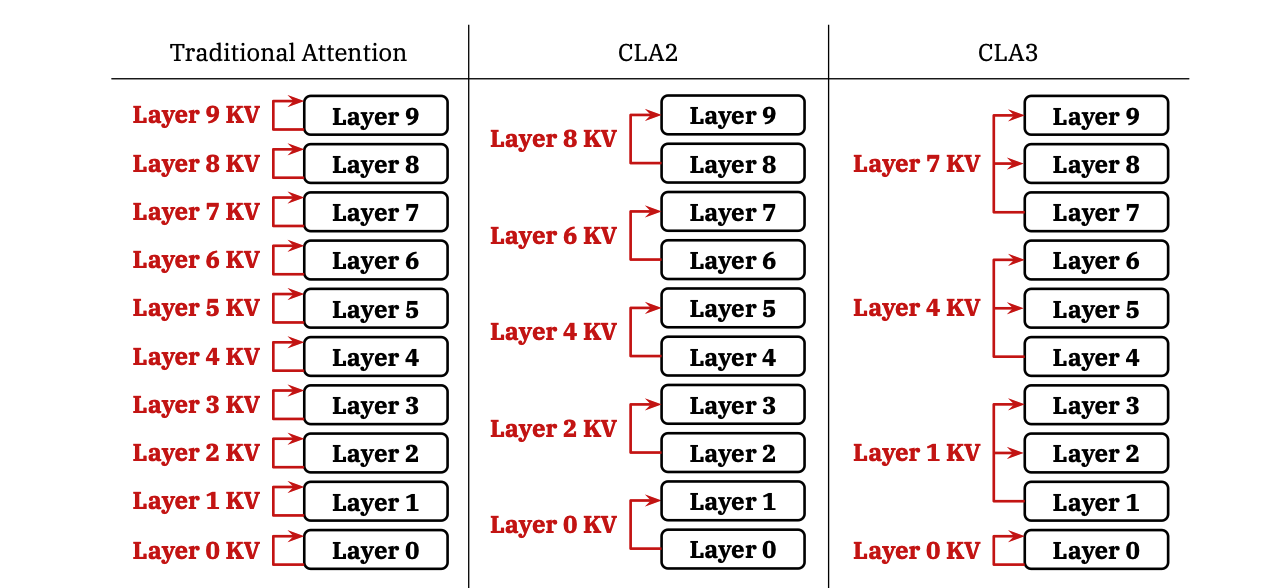 Traditional Attention
Layer 9 KV
Layer 9
Layer 8 KV
Layer 8
Layer 7 KV
Layer 7
Layer 6 KV
Layer 6
Layer 5 KV
Layer 5
Layer 4 KV
Layer 4
Layer 3 KV
Layer 3
Layer 2 KV
Layer 2
Layer 1 KV
Layer 1
Layer 0 KV
Layer 0
CLA2
Layer 8 KV
Layer 9
Layer 8
Layer 6 KV
Layer 7
Layer 6
Layer 4 KV
Layer 5
Layer 4
Layer 2 KV
Layer 3
Layer 2
Layer 0 KV
Layer 1
Layer 0
CLA3
Layer 7 KV
Layer 9
Layer 8
Layer 7
Layer 4 KV
Layer 6
Layer 5
Layer 4
Layer 1 KV
Layer 3
Layer 2
Layer 1
Layer 0 KV
Layer 0